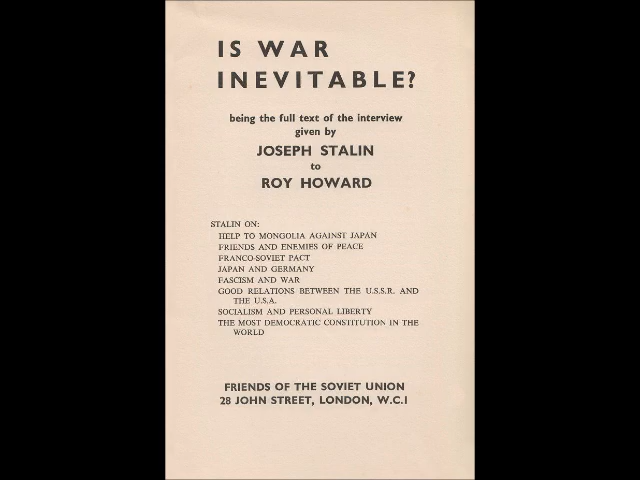 IS WAR
INEVITABLE?
being the full text of the interview
given by
JOSEPH STALIN
to
ROY HOWARD
STALIN ON:
HELP TO MONGOLIA AGAINST JAPAN
FRIENDS AND ENEMIES OF PEACE
FRANCO-SOVIET PACT
JAPAN AND GERMANY
FASCISM AND WAR
GOOD RELATIONS BETWEEN THE U.S.S.R. AND
THE U.S.A.
SOCIALISM AND PERSONAL LIBERTY
THE MOST DEMOCRATIC CONSTITUTION IN THE
WORLD
FRIENDS OF THE SOVIET UNION
28 JOHN STREET, LONDON, W.C.1